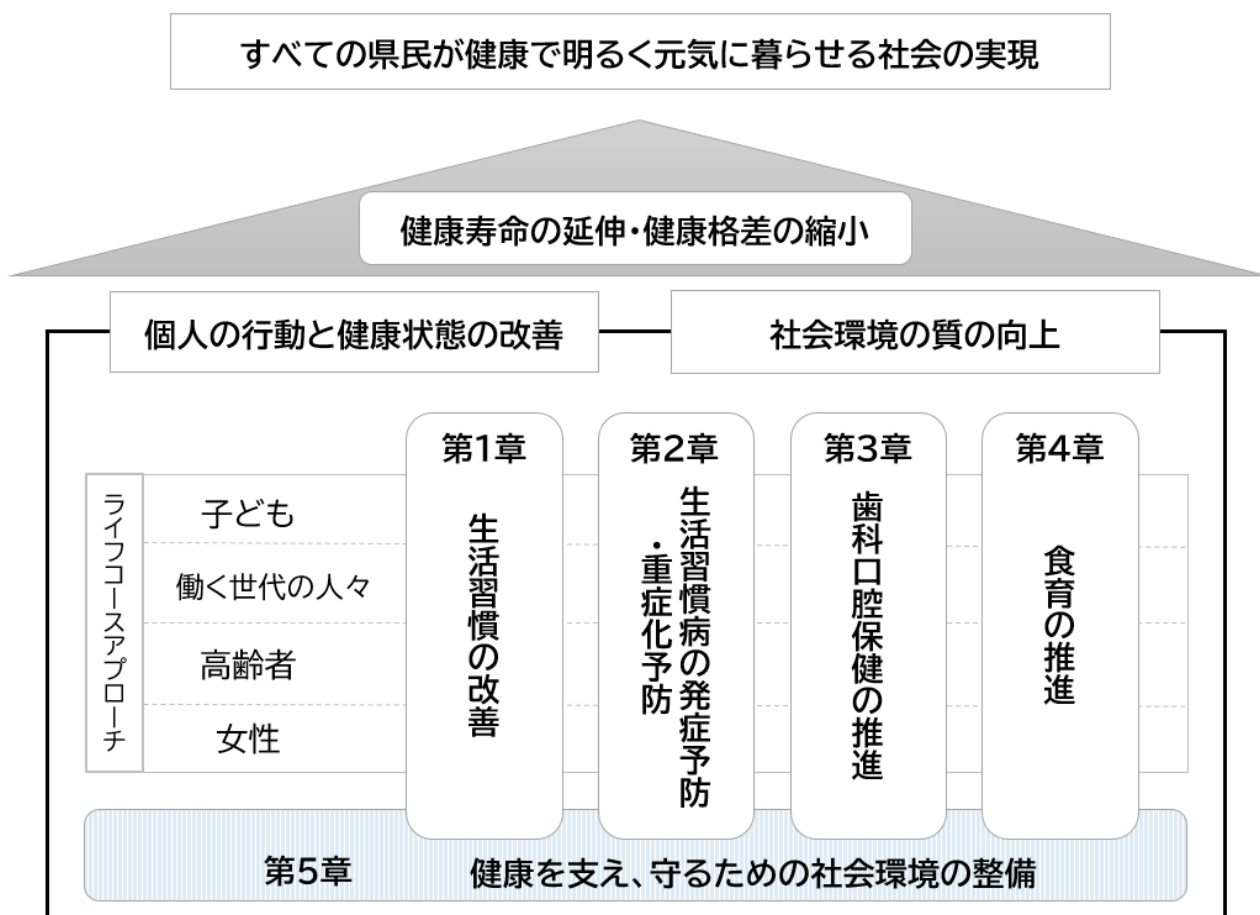 すべての県民が健康で明るく元気に暮らせる社会の実現
健康寿命の延伸・健康格差の縮小
個人の行動と健康状態の改善
社会環境の質の向上
ライフコースアプローチ
子ども
働く世代の人々
高齢者
女性
第1章
生活習慣の改善
第2章
生活習慣病の発症予防
・重症化予防
第3章
歯科口腔保健の推進
第4章
食育の推進
第5章 健康を支え、守るための社会環境の整備